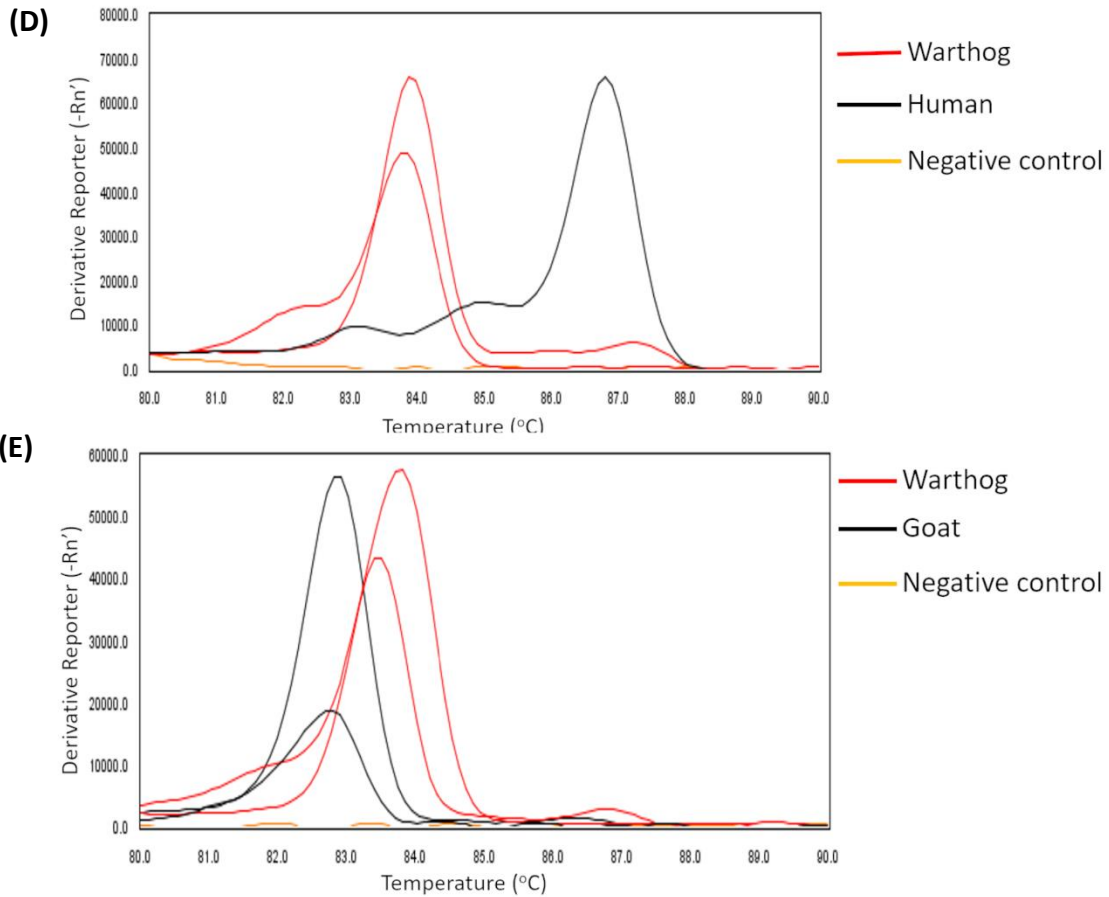 (D)
80000.0
70000.0
60000.0
50000.0
40000.0
30000.0
20000.0
10000.0
0.0
Derivative Reporter (-Rn')
80.0 81.0 82.0 83.0 84.0 85.0 86.0 87.0 88.0 89.0 90.0
Temperature (°C)
Warthog
Human
Negative control
(E)
60000.0
50000.0
40000.0
30000.0
20000.0
10000.0
0.0
Derivative Reporter (-Rn')
80.0 81.0 82.0 83.0 84.0 85.0 86.0 87.0 88.0 89.0 90.0
Temperature (°C)
Warthog
Goat
Negative control